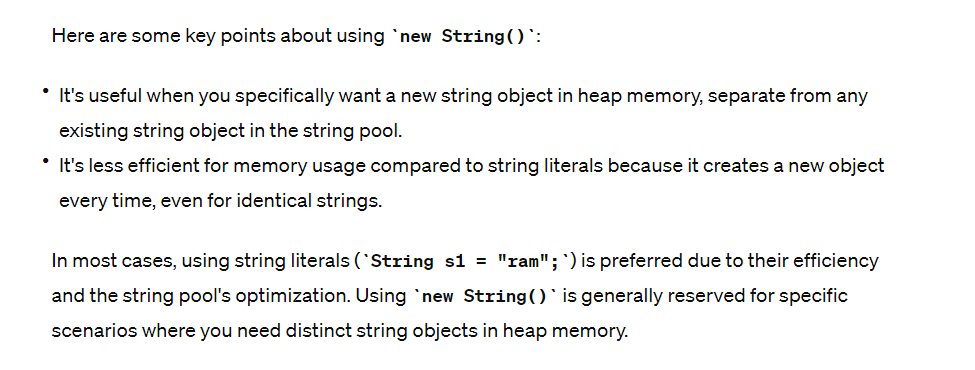 Here are some key points about using `new String()`:
• It's useful when you specifically want a new string object in heap memory, separate from any
existing string object in the string pool.
• It's less efficient for memory usage compared to string literals because it creates a new object
every time, even for identical strings.
In most cases, using string literals (`String s1 = "ram";`) is preferred due to their efficiency
and the string pool's optimization. Using `new String()` is generally reserved for specific
scenarios where you need distinct string objects in heap memory.